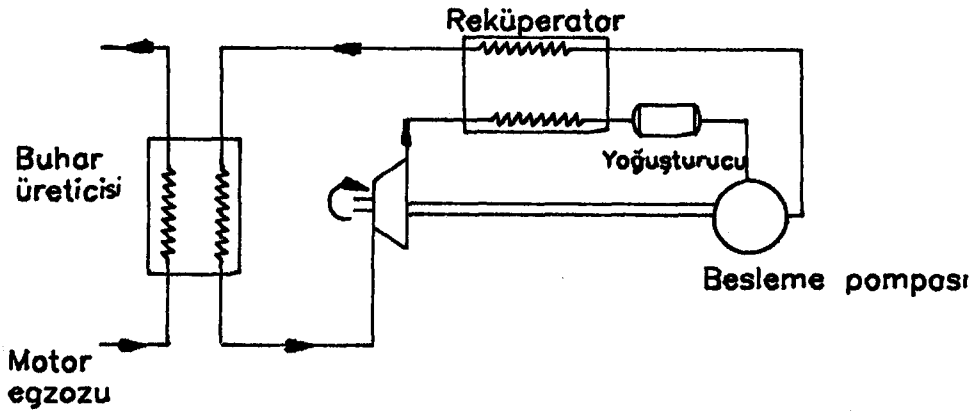 Reküperator
Buhar
üreticisi
Yoğuşturucu
Besleme pompası
Motor
egzozu